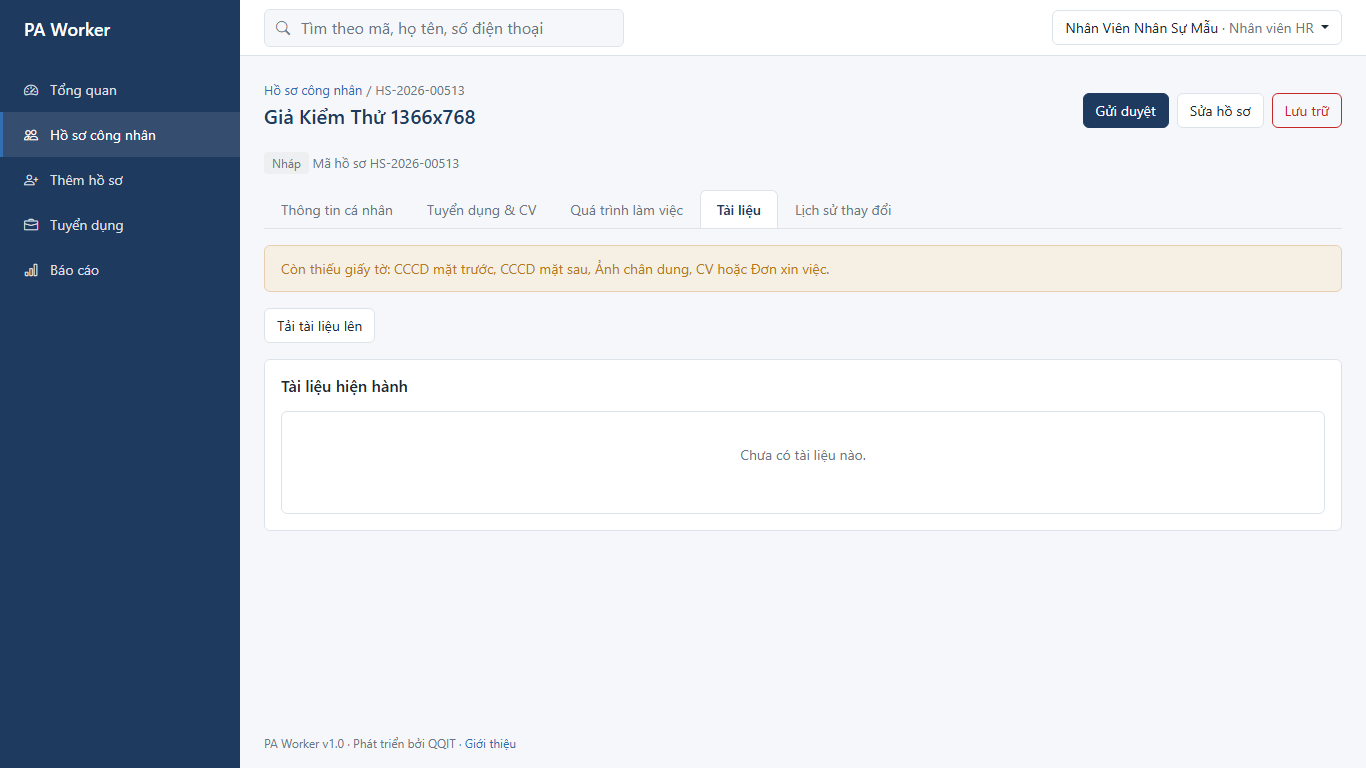 PA Worker
Tìm theo mã, họ tên, số điện thoại
Nhân Viên Nhân Sự Mẫu · Nhân viên HR
Tổng quan
Hồ sơ công nhân
Thêm hồ sơ
Tuyển dụng
Báo cáo
Hồ sơ công nhân / HS-2026-00513
Giả Kiểm Thử 1366x768
Gửi duyệt
Sửa hồ sơ
Lưu trữ
Nháp Mã hồ sơ HS-2026-00513
Thông tin cá nhân
Tuyển dụng & CV
Quá trình làm việc
Tài liệu
Lịch sử thay đổi
Còn thiếu giấy tờ: CCCD mặt trước, CCCD mặt sau, Ảnh chân dung, CV hoặc Đơn xin việc.
Tải tài liệu lên
Tài liệu hiện hành
Chưa có tài liệu nào.
PA Worker v1.0 · Phát triển bởi QQIT · Giới thiệu